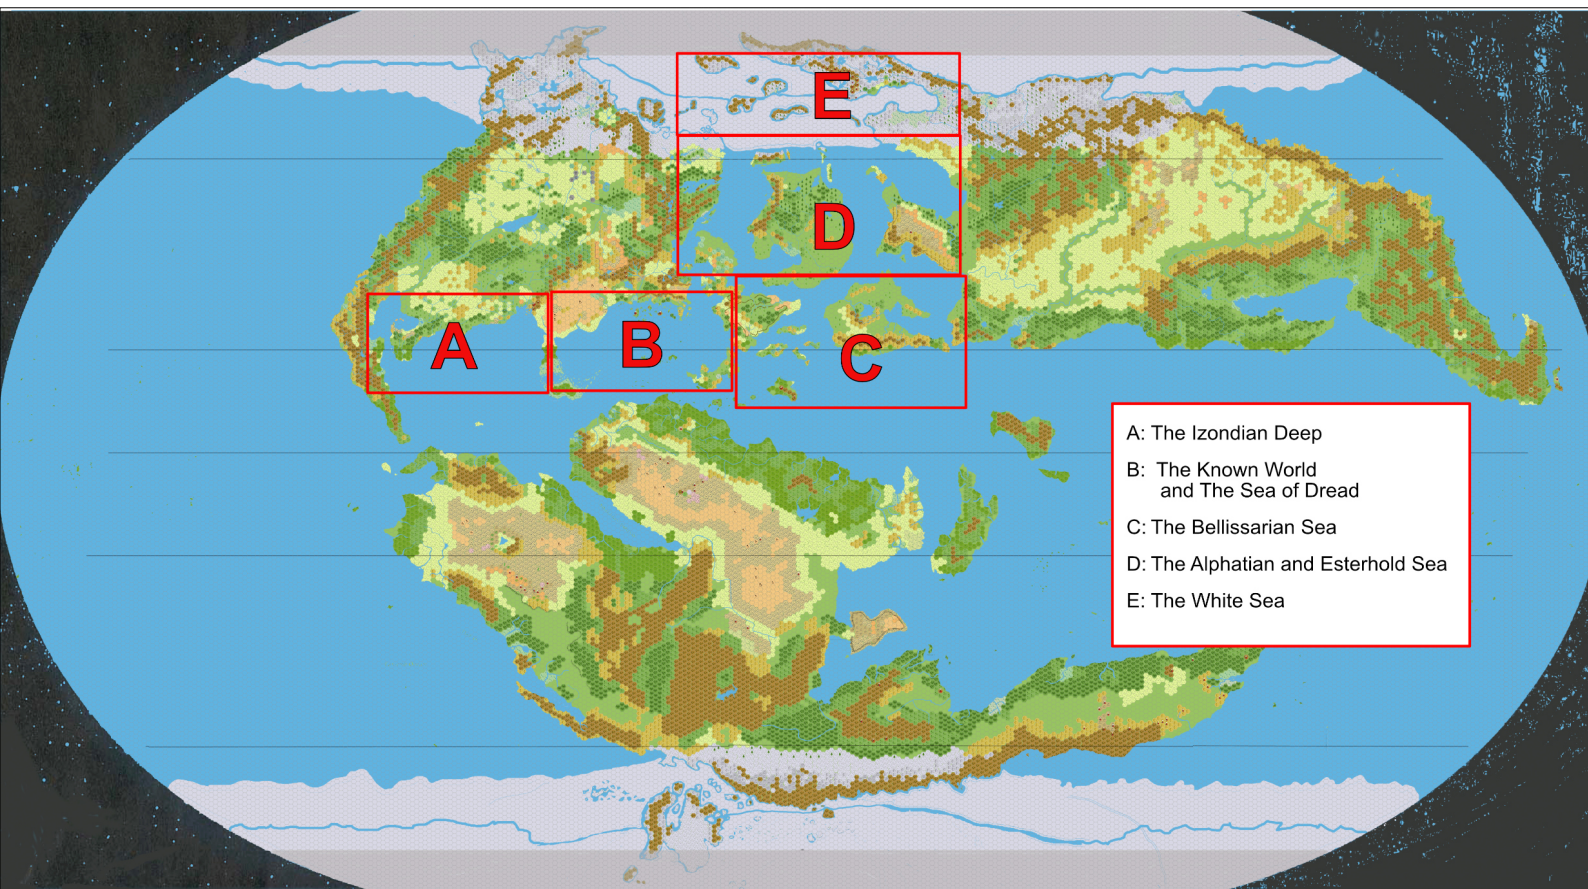 E
D
A
B
C
A: The Izondian Deep
B: The Known World
and The Sea of Dread
C: The Bellissarian Sea
D: The Alphatian and Esterhold Sea
E: The White Sea